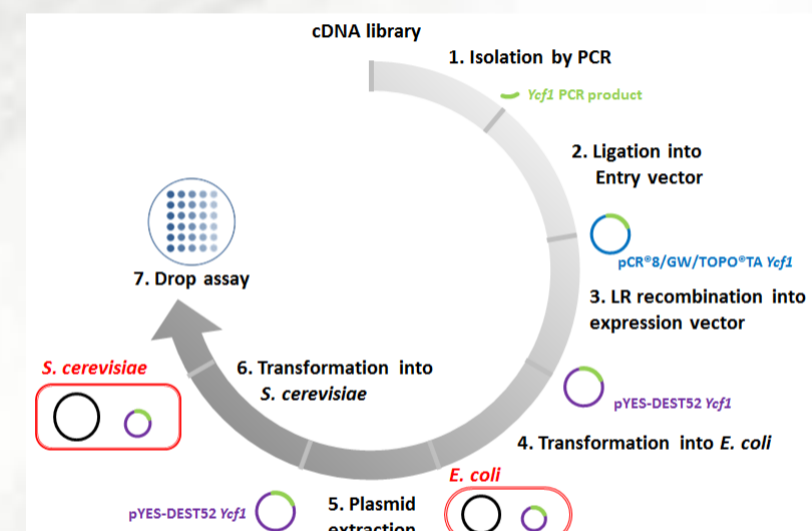 cDNA library
1. Isolation by PCR
Ycf1 PCR product
2. Ligation into
Entry vector
pCR®8/GW/TOPO®TA Ycf1
3. LR recombination into
expression vector
pYES-DEST52 Ycf1
4. Transformation into E. coli
E. coli
5. Plasmid
extraction
pYES-DEST52 Ycf1
6. Transformation into
S. cerevisiae
S. cerevisiae
7. Drop assay